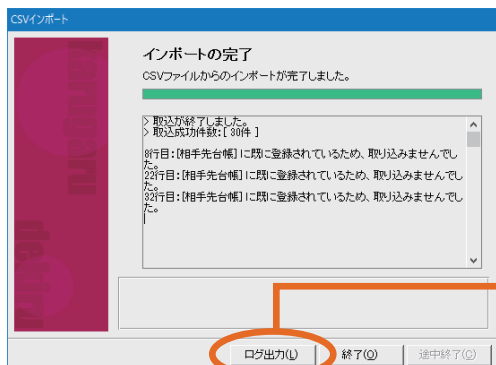 CSVインポート
インポートの完了
CSVファイルからのインポートが完了しました。
> 取込が終了しました。
> 取込成功件数:[ 30件 ]
8行目:[相手先台帳]に既に登録されているため、取り込みませんでし
た。
22行目:[相手先台帳]に既に登録されているため、取り込みませんでし
た。
32行目:[相手先台帳]に既に登録されているため、取り込みませんでし
た。
ログ出力(L)
終了(O)
途中終了(C)